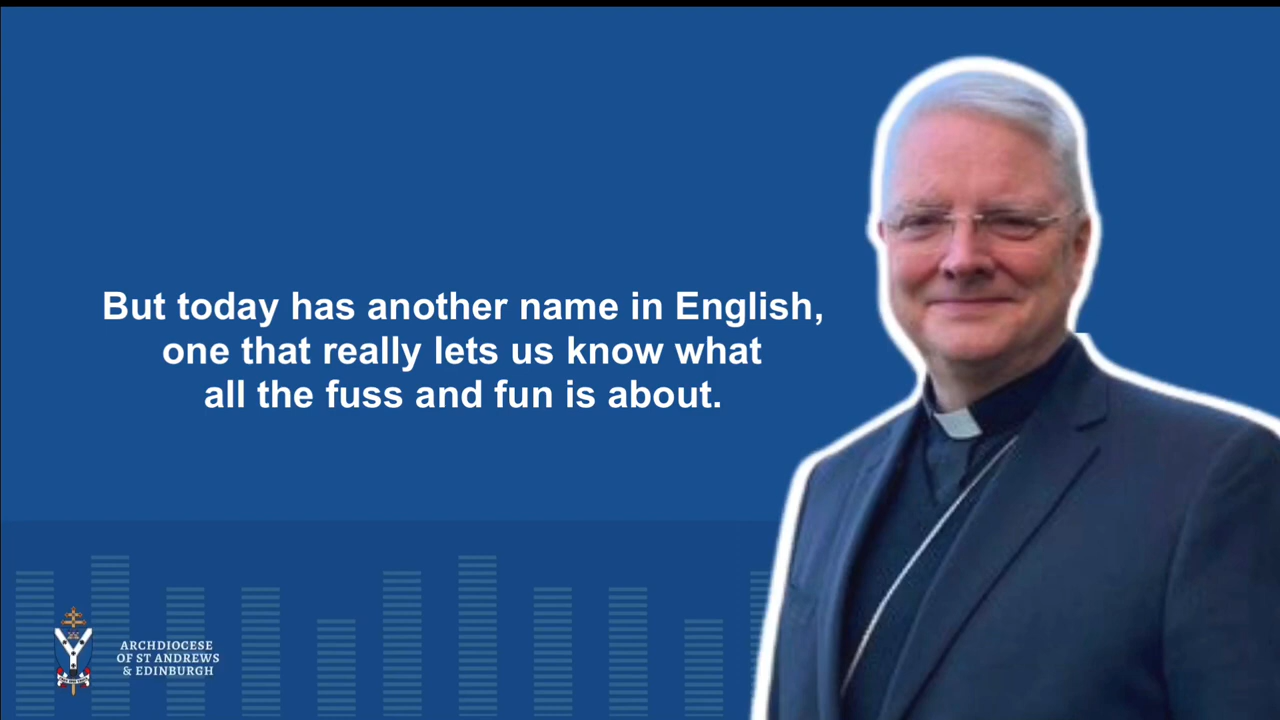 But today has another name in English,
one that really lets us know what
all the fuss and fun is about.
ARCHDIOCESE
OF ST ANDREWS
& EDINBURGH